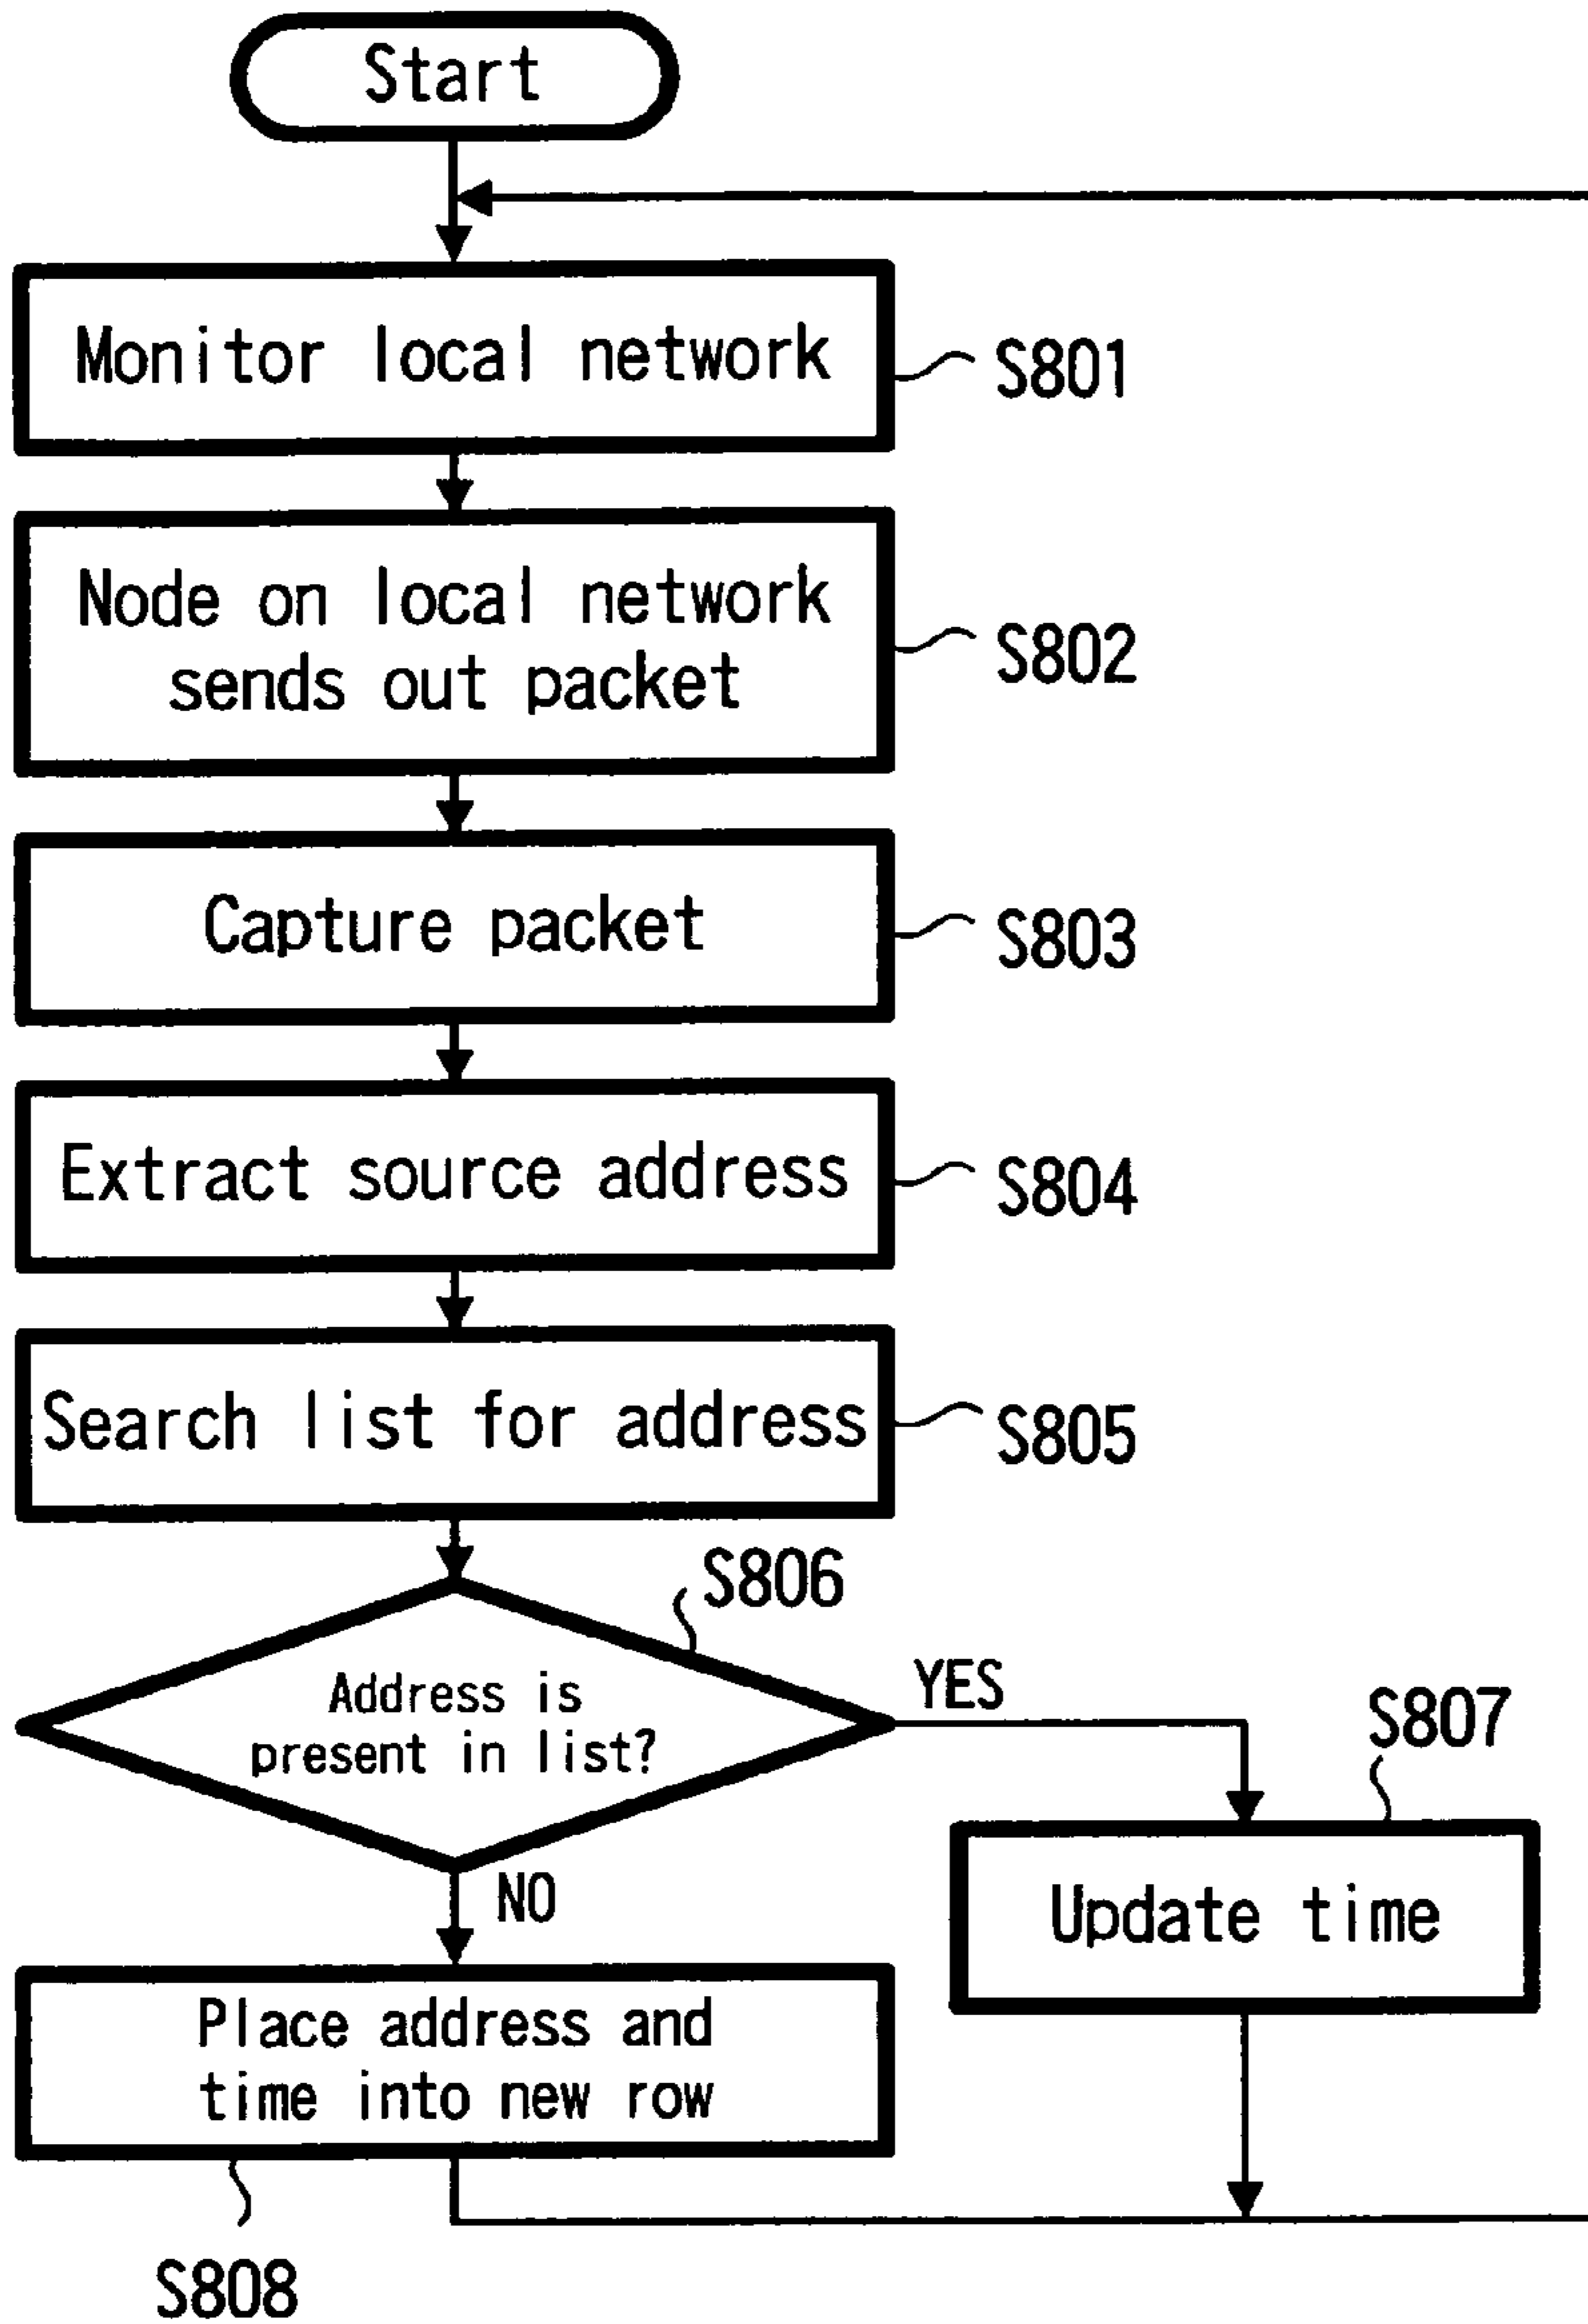 Start
Monitor local network
S801
Node on local network
sends out packet
S802
Capture packet
S803
Extract source address
S804
Search list for address
S805
S806
Address is
present in list?
YES
S807
Update time
NO
Place address and
time into new row
S808